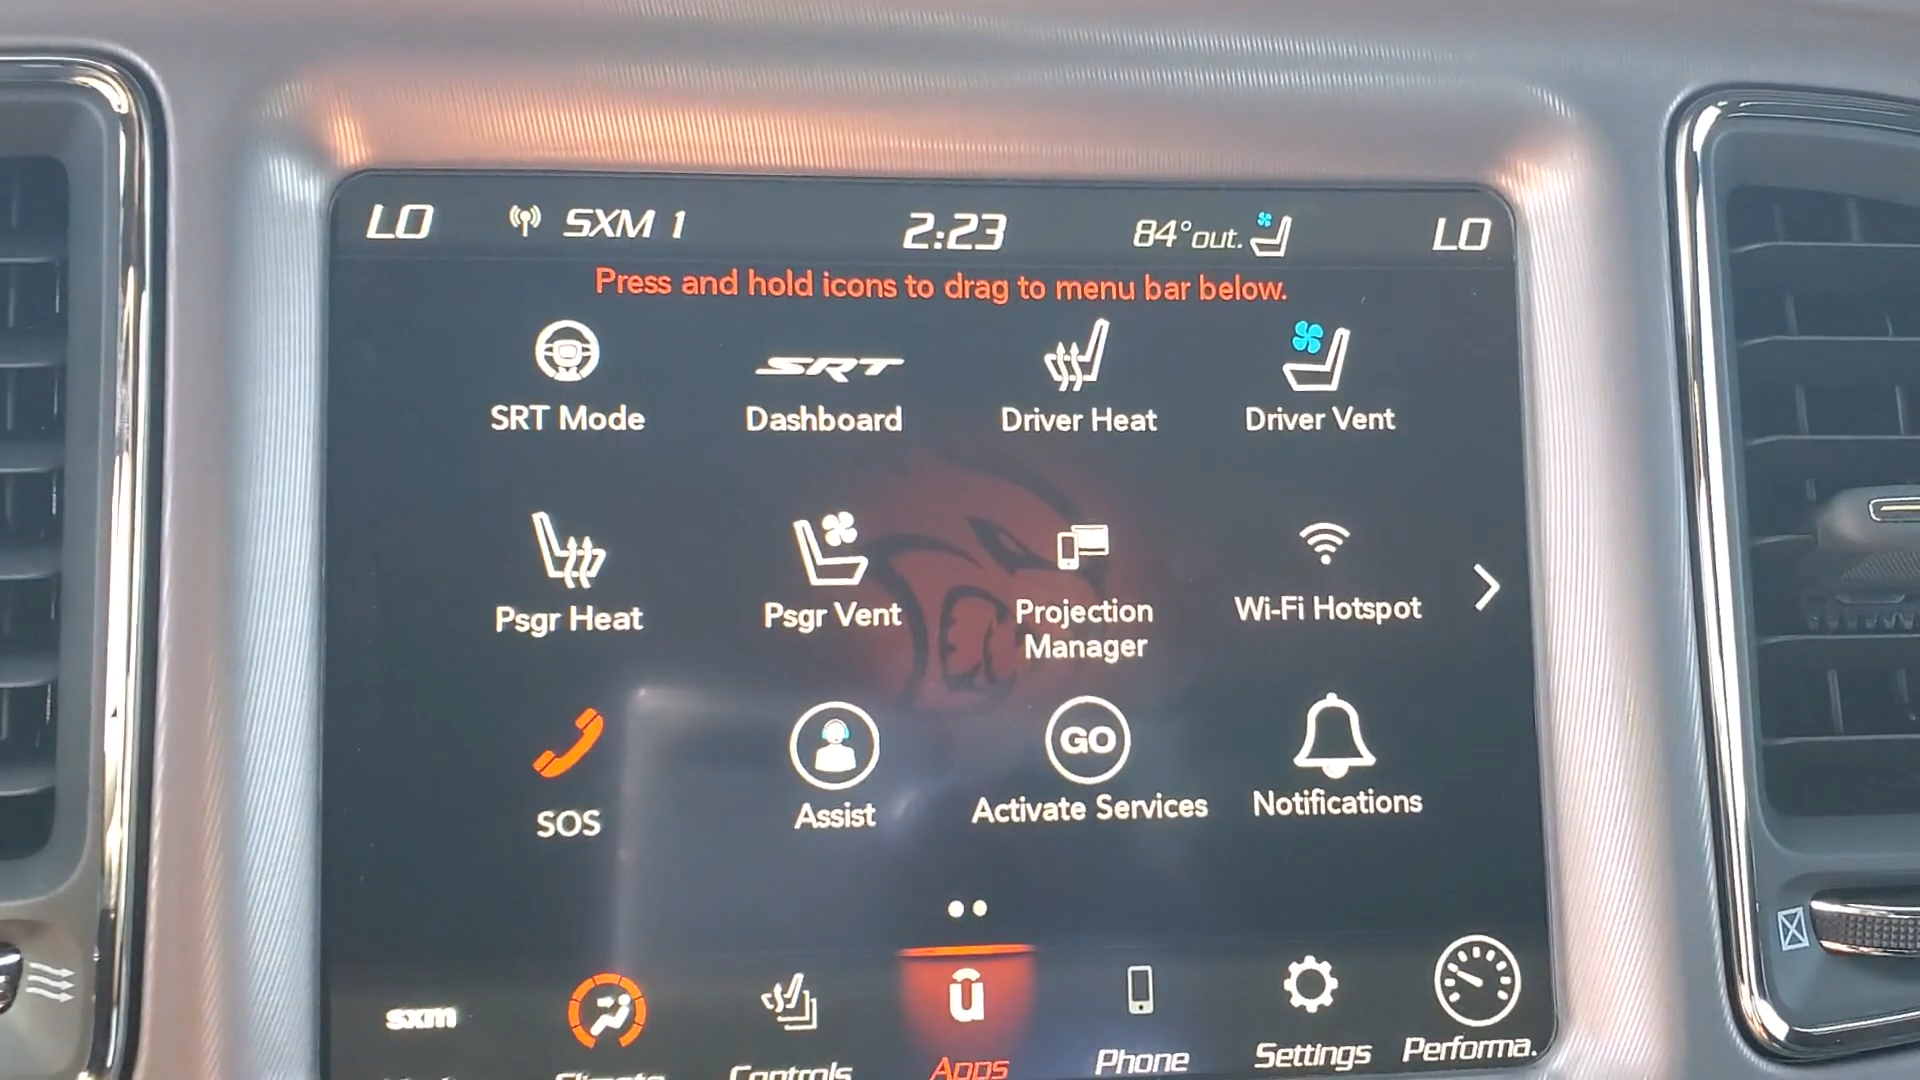 LO SXM 1 2:23 84°out. LO
Press and hold icons to drag to menu bar below.
SRT
SRT Mode Dashboard Driver Heat Driver Vent
Psgr Heat Psgr Vent Projection Manager Wi-Fi Hotspot
GO
SOS Assist Activate Services Notifications
sxm
Climate Controls Apps Phone Settings Performa.